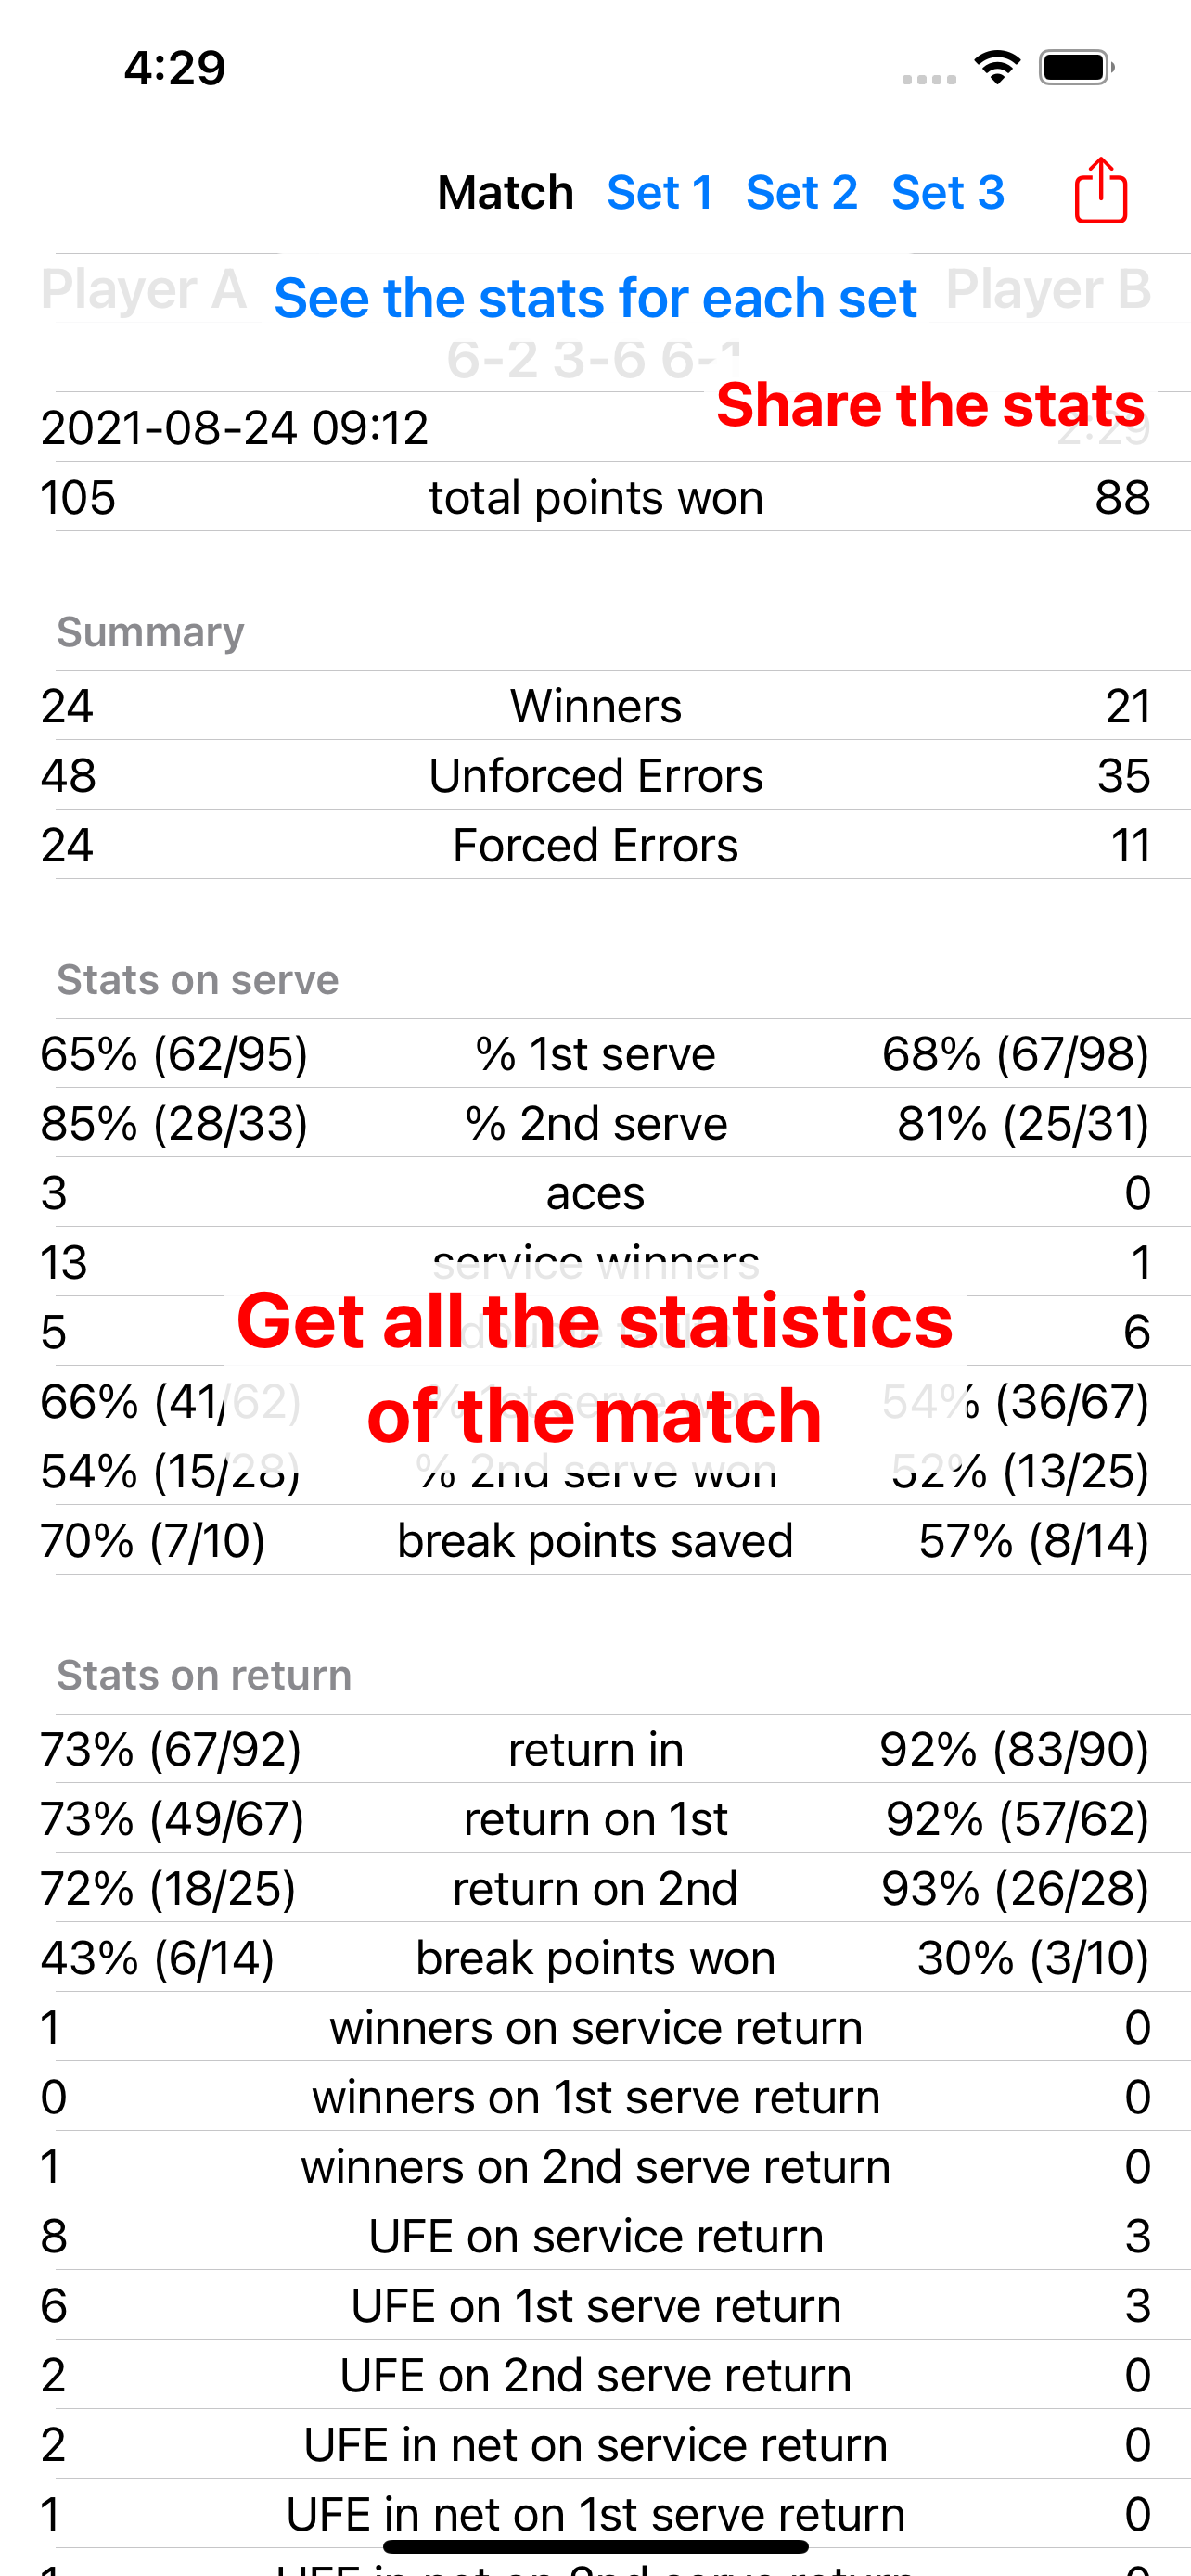 4:29
Match Set 1 Set 2 Set 3
Player A See the stats for each set Player B
6-2 3-6 6-1
Share the stats
2021-08-24 09:12 2:29
105 total points won 88
Summary
24 Winners 21
48 Unforced Errors 35
24 Forced Errors 11
Stats on serve
65% (62/95) % 1st serve 68% (67/98)
85% (28/33) % 2nd serve 81% (25/31)
3 aces 0
13 service winners 1
Get all the statistics
5 double faults 6
of the match
66% (41/62) % 1st serve won 54% (36/67)
54% (15/28) % 2nd serve won 52% (13/25)
70% (7/10) break points saved 57% (8/14)
Stats on return
73% (67/92) return in 92% (83/90)
73% (49/67) return on 1st 92% (57/62)
72% (18/25) return on 2nd 93% (26/28)
43% (6/14) break points won 30% (3/10)
1 winners on service return 0
0 winners on 1st serve return 0
1 winners on 2nd serve return 0
8 UFE on service return 3
6 UFE on 1st serve return 3
2 UFE on 2nd serve return 0
2 UFE in net on service return 0
1 UFE in net on 1st serve return 0
1 UFE in net on 2nd serve return 0